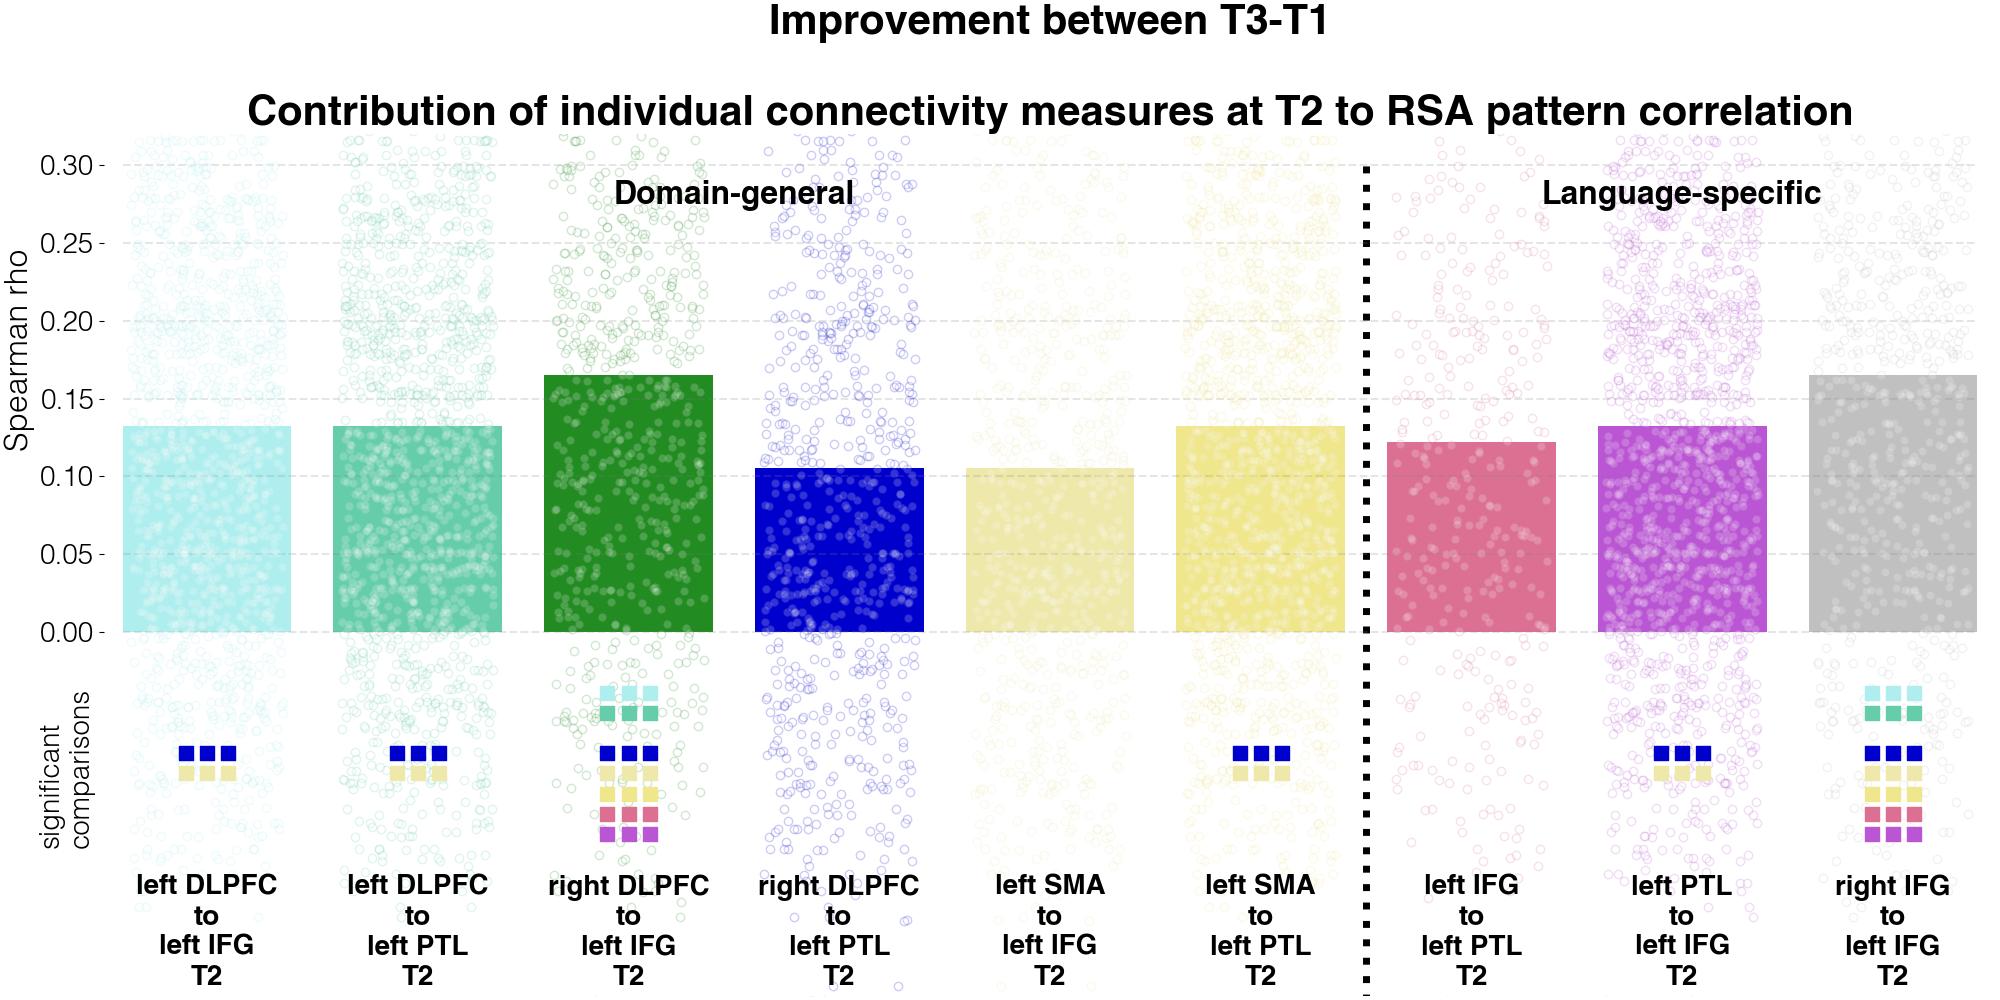 Improvement between T3-T1
Contribution of individual connectivity measures at T2 to RSA pattern correlation
Domain-general
Language-specific
Spearman rho
0.30
0.25
0.20
0.15
0.10
0.05
0.00
significant
comparisons
left DLPFC
to
left IFG
T2
left DLPFC
to
left PTL
T2
right DLPFC
to
left IFG
T2
right DLPFC
to
left PTL
T2
left SMA
to
left IFG
T2
left SMA
to
left PTL
T2
left IFG
to
left PTL
T2
left PTL
to
left IFG
T2
right IFG
to
left IFG
T2